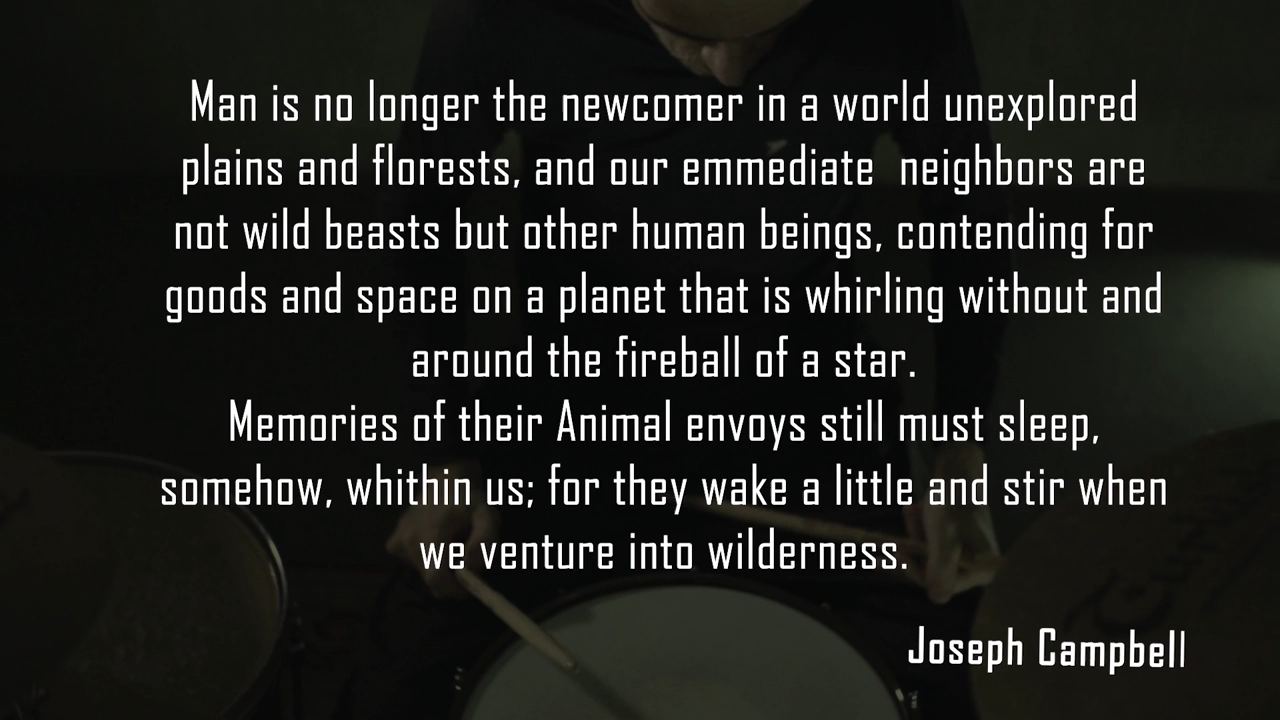 Man is no longer the newcomer in a world unexplored
plains and florests, and our emmediate neighbors are
not wild beasts but other human beings, contending for
goods and space on a planet that is whirling without and
around the fireball of a star.
Memories of their Animal envoys still must sleep,
somehow, whithin us; for they wake a little and stir when
we venture into wilderness.
Joseph Campbell